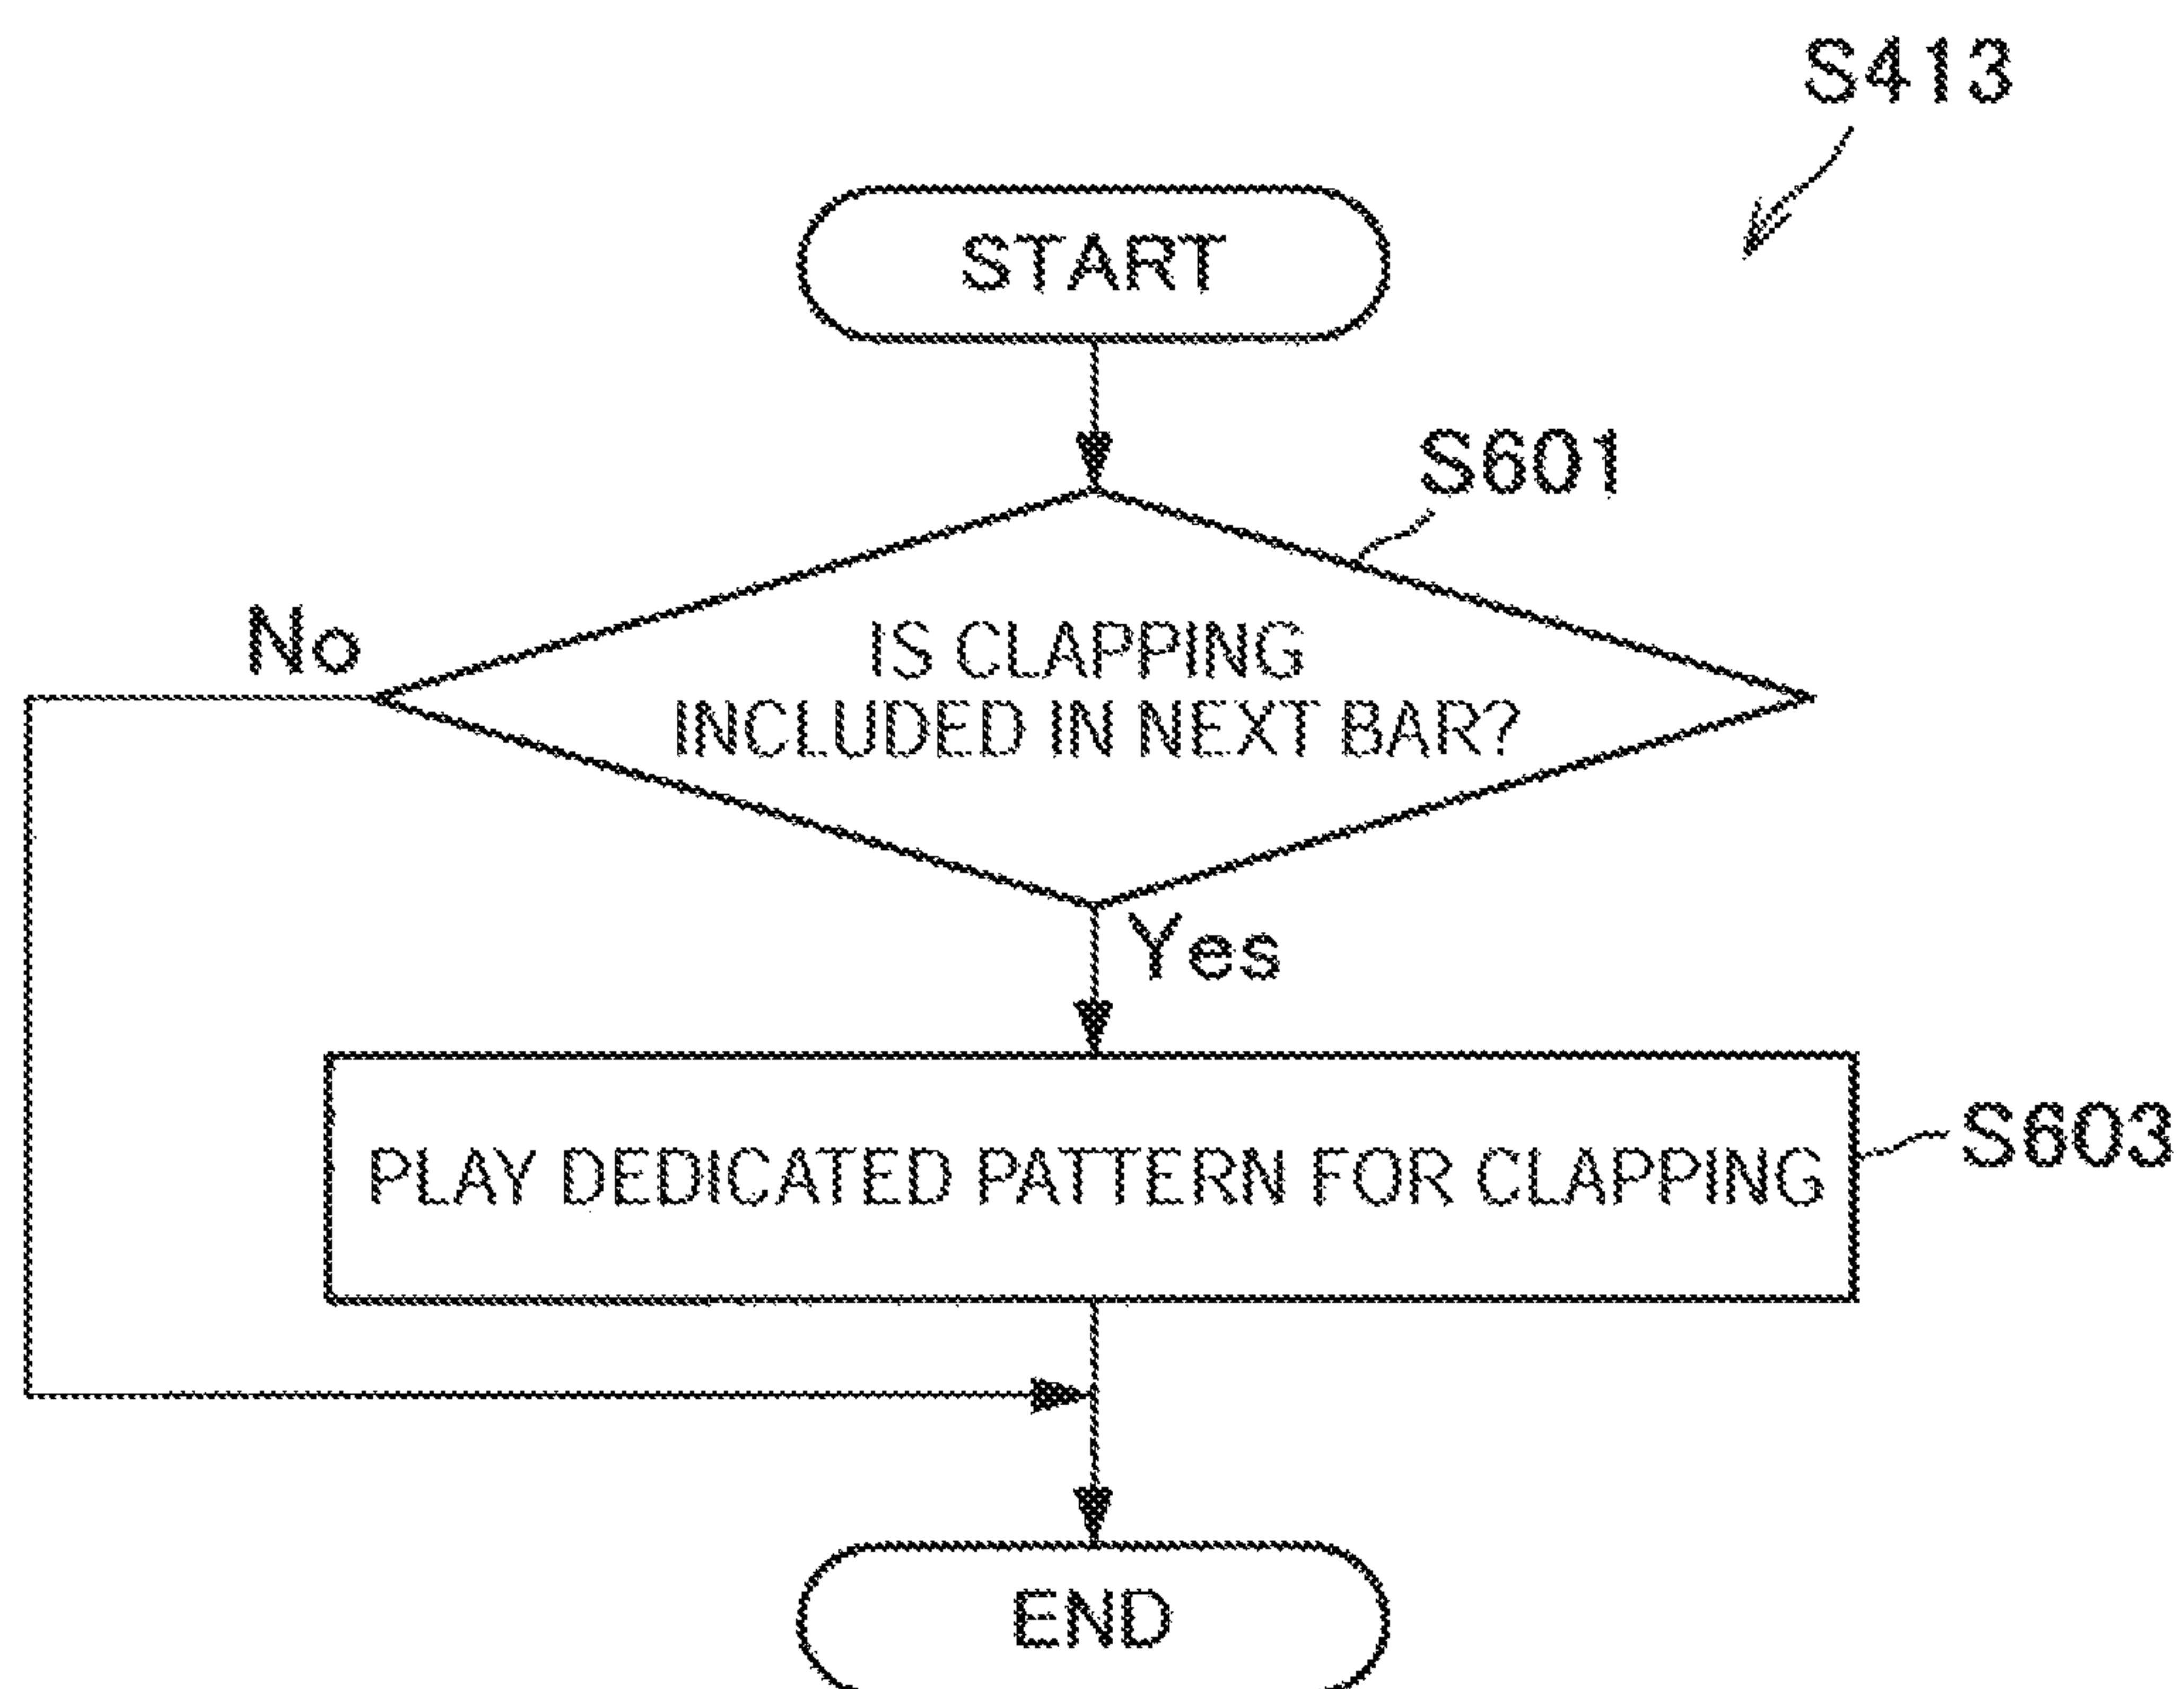 S413
START
S601
No
IS CLAPPING
INCLUDED IN NEXT BAR?
Yes
PLAY DEDICATED PATTERN FOR CLAPPING
S603
END